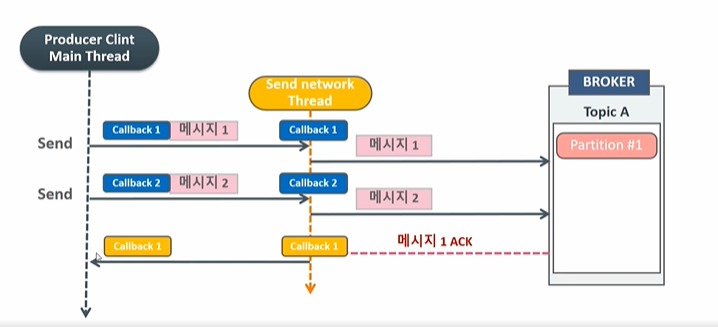 Producer Clint
Main Thread
Send network
Thread
BROKER
Topic A
Partition #1
Send
Callback 1
메시지 1
Callback 1
메시지 1
Send
Callback 2
메시지 2
Callback 2
메시지 2
Callback 1
Callback 1
메시지 1 ACK